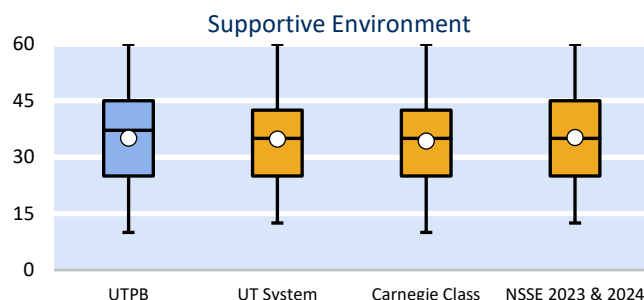 Supportive Environment
60
45
30
15
0
UTPB UT System Carnegie Class NSSE 2023 & 2024